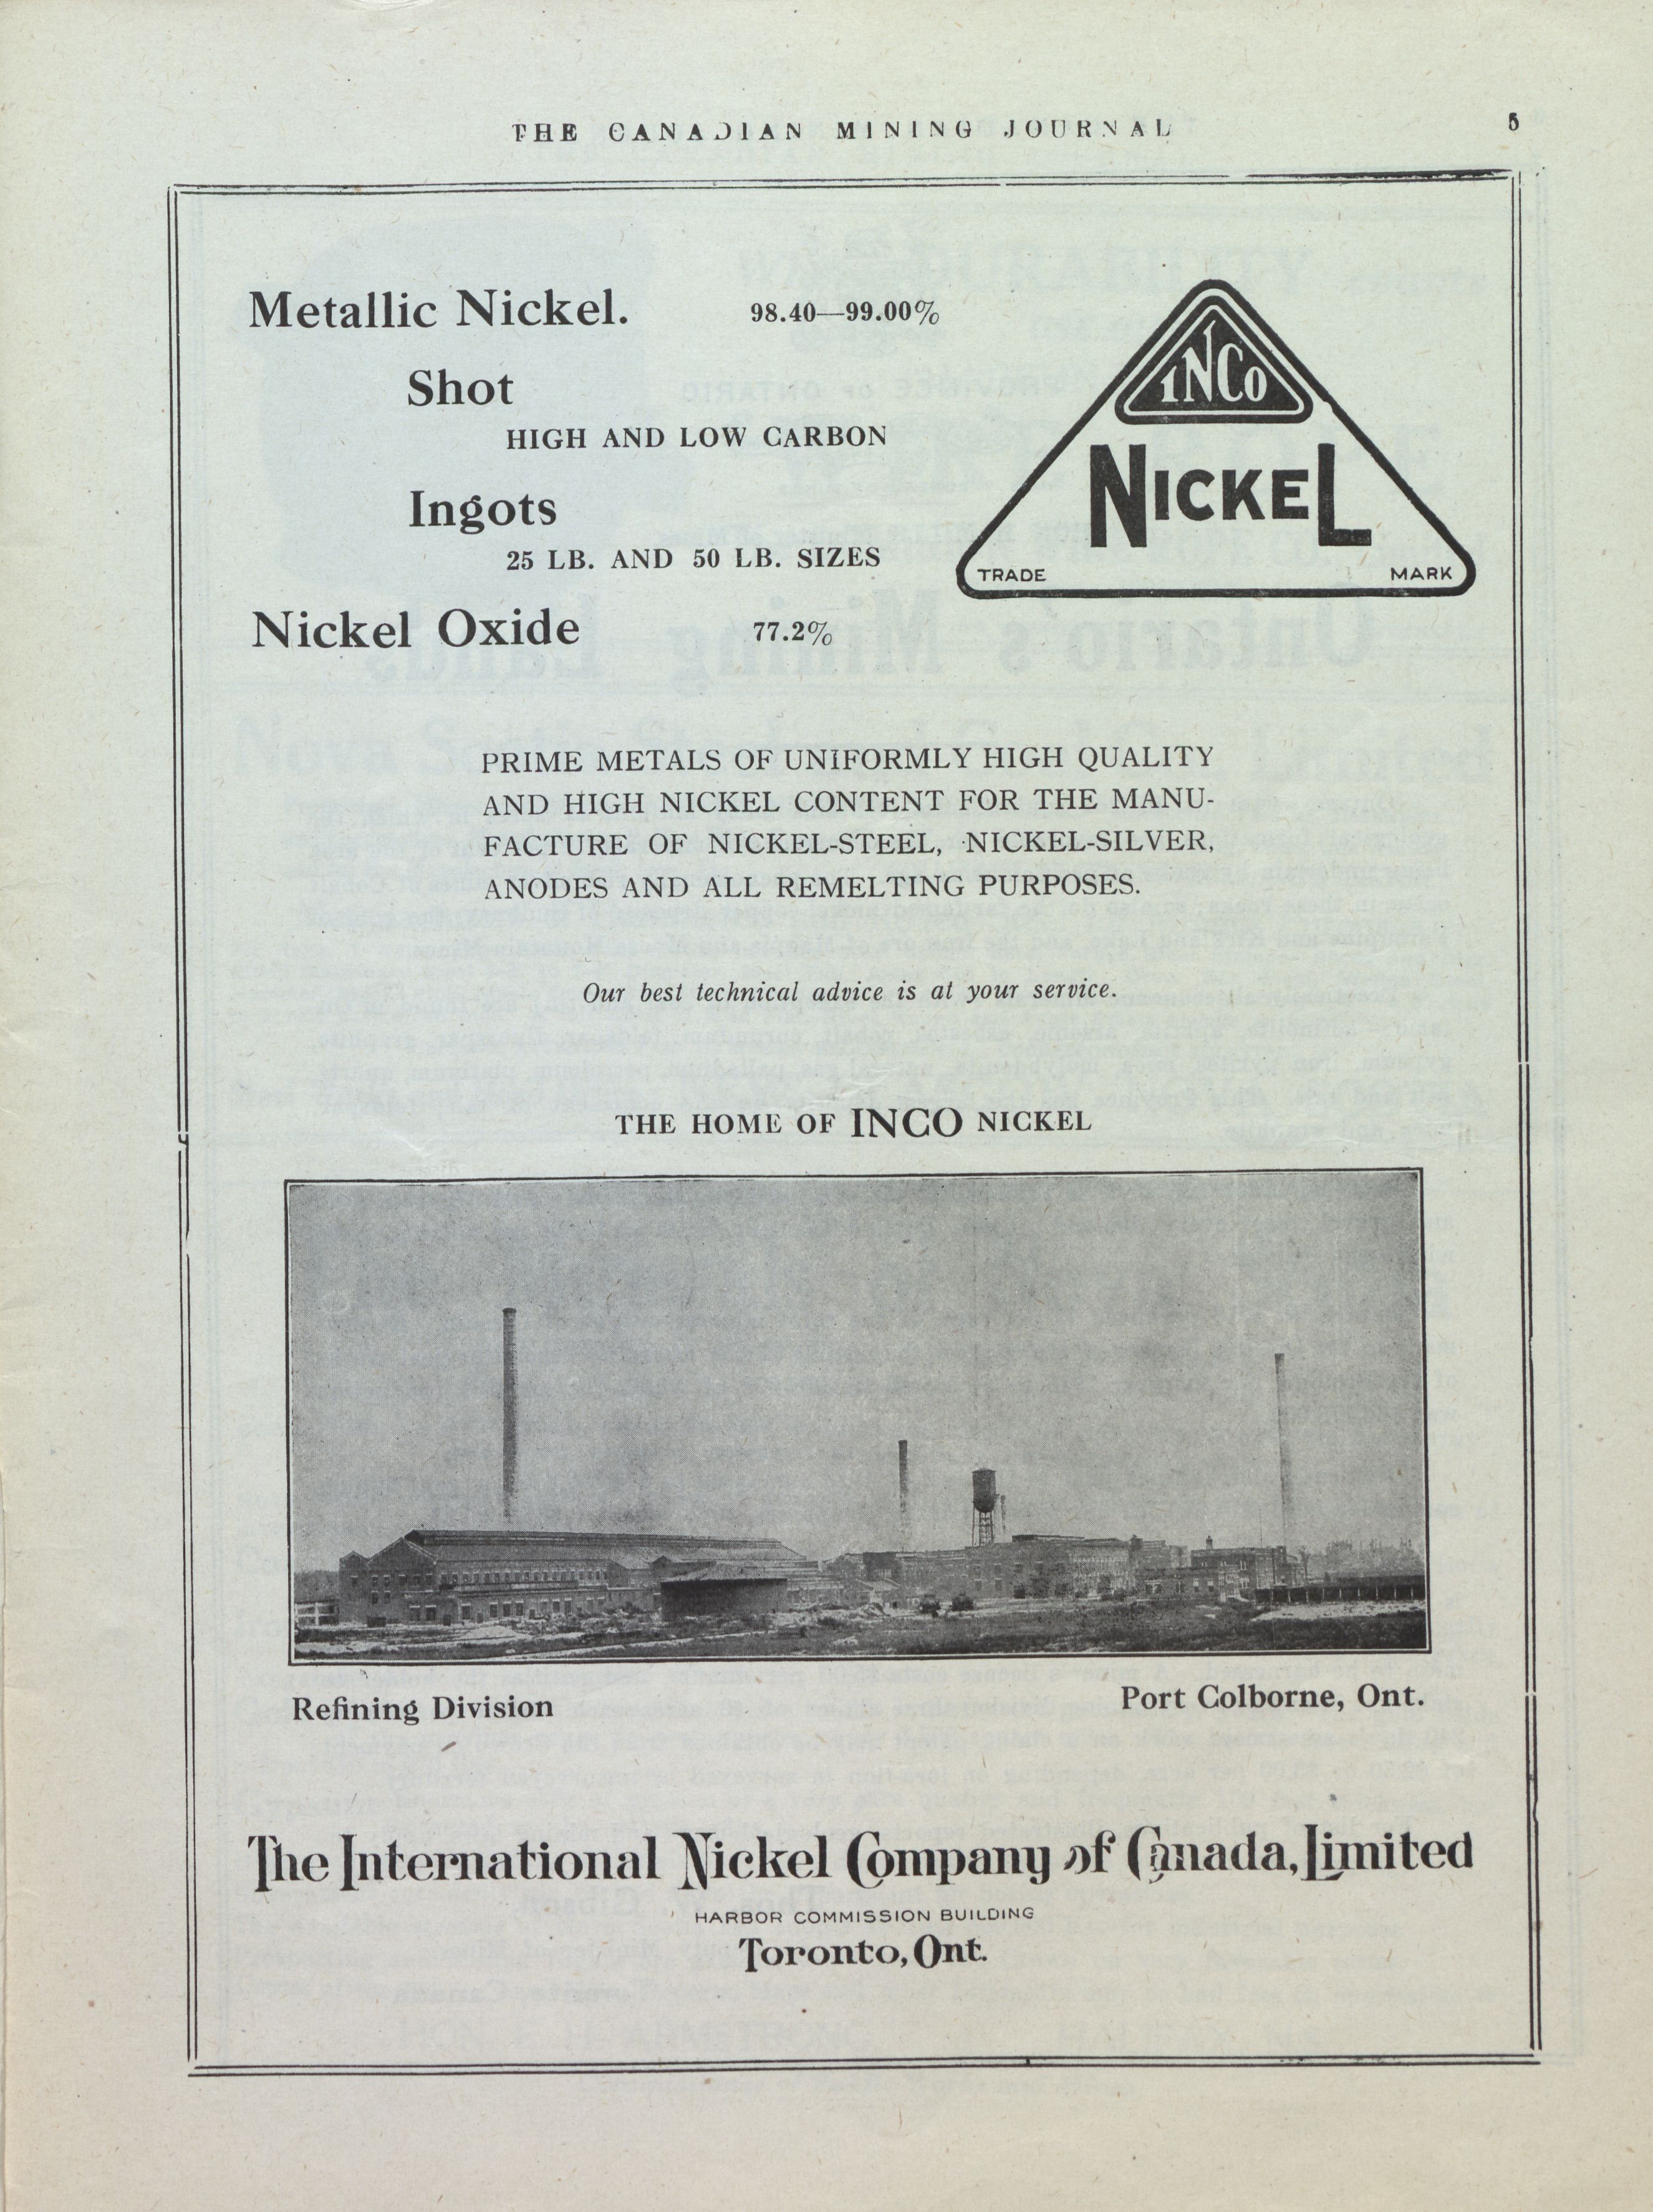 THE CANADIAN MINING JOURNAL 5
Metallic Nickel. 98.40—99.00%
Shot
HIGH AND LOW CARBON
Ingots
25 LB. AND 50 LB. SIZES
Nickel Oxide 77.2%
INCO
NICKEL
TRADE MARK
PRIME METALS OF UNIFORMLY HIGH QUALITY
AND HIGH NICKEL CONTENT FOR THE MANU-
FACTURE OF NICKEL-STEEL, NICKEL-SILVER,
ANODES AND ALL REMELTING PURPOSES.
Our best technical advice is at your service.
THE HOME OF INCO NICKEL
Refining Division Port Colborne, Ont.
The International Nickel Company of Canada, Limited
HARBOR COMMISSION BUILDING
Toronto, Ont.